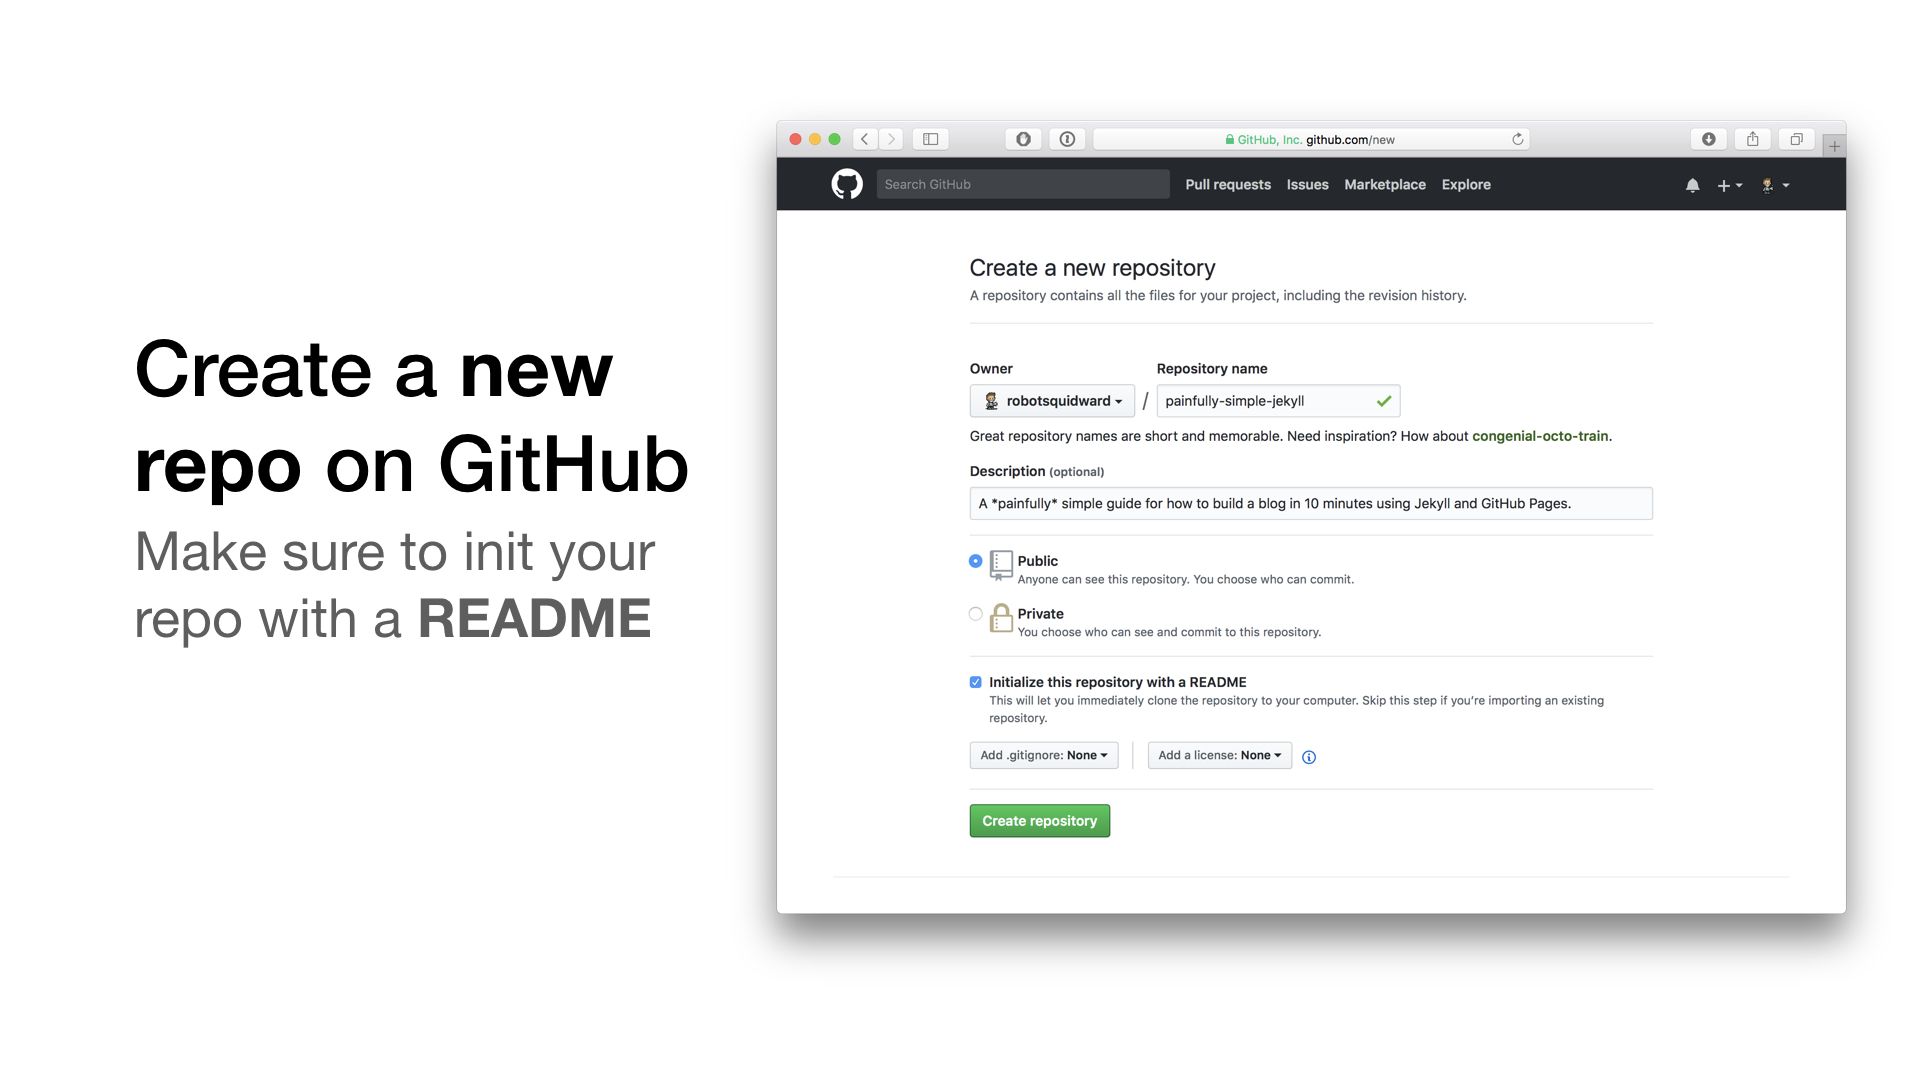 Create a new
repo on GitHub
Make sure to init your
repo with a README
GitHub, Inc. github.com/new
Search GitHub
Pull requests Issues Marketplace Explore
Create a new repository
A repository contains all the files for your project, including the revision history.
Owner Repository name
robotsquidward / painfully-simple-jekyll
Great repository names are short and memorable. Need inspiration? How about congenial-octo-train.
Description (optional)
A *painfully* simple guide for how to build a blog in 10 minutes using Jekyll and GitHub Pages.
Public
Anyone can see this repository. You choose who can commit.
Private
You choose who can see and commit to this repository.
Initialize this repository with a README
This will let you immediately clone the repository to your computer. Skip this step if you’re importing an existing
repository.
Add .gitignore: None Add a license: None
Create repository